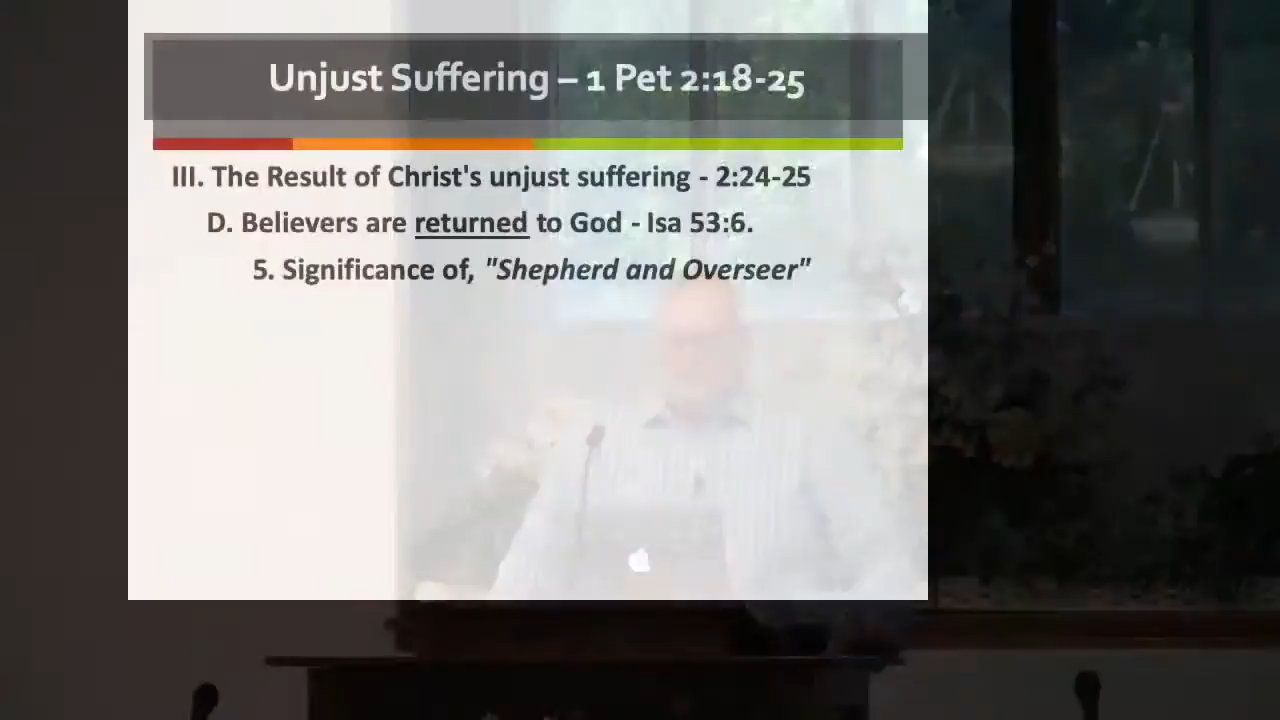 Unjust Suffering – 1 Pet 2:18-25
III. The Result of Christ's unjust suffering - 2:24-25
D. Believers are returned to God - Isa 53:6.
5. Significance of, "Shepherd and Overseer"